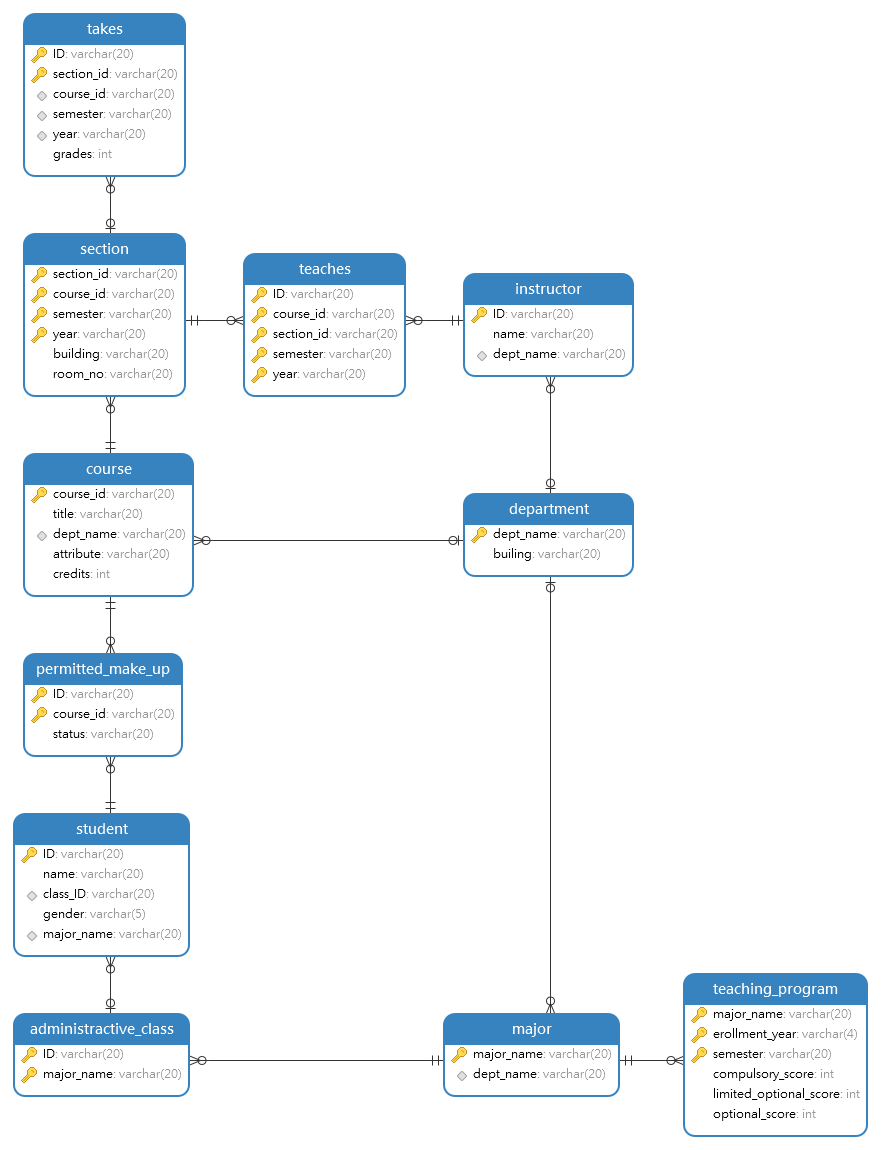 takes
ID: varchar(20)
section_id: varchar(20)
course_id: varchar(20)
semester: varchar(20)
year: varchar(20)
grades: int
section
section_id: varchar(20)
course_id: varchar(20)
semester: varchar(20)
year: varchar(20)
building: varchar(20)
room_no: varchar(20)
teaches
ID: varchar(20)
course_id: varchar(20)
section_id: varchar(20)
semester: varchar(20)
year: varchar(20)
instructor
ID: varchar(20)
name: varchar(20)
dept_name: varchar(20)
course
course_id: varchar(20)
title: varchar(20)
dept_name: varchar(20)
attribute: varchar(20)
credits: int
department
dept_name: varchar(20)
builing: varchar(20)
permitted_make_up
ID: varchar(20)
course_id: varchar(20)
status: varchar(20)
student
ID: varchar(20)
name: varchar(20)
class_ID: varchar(20)
gender: varchar(5)
major_name: varchar(20)
administractive_class
ID: varchar(20)
major_name: varchar(20)
major
major_name: varchar(20)
dept_name: varchar(20)
teaching_program
major_name: varchar(20)
erollment_year: varchar(4)
semester: varchar(20)
compulsory_score: int
limited_optional_score: int
optional_score: int